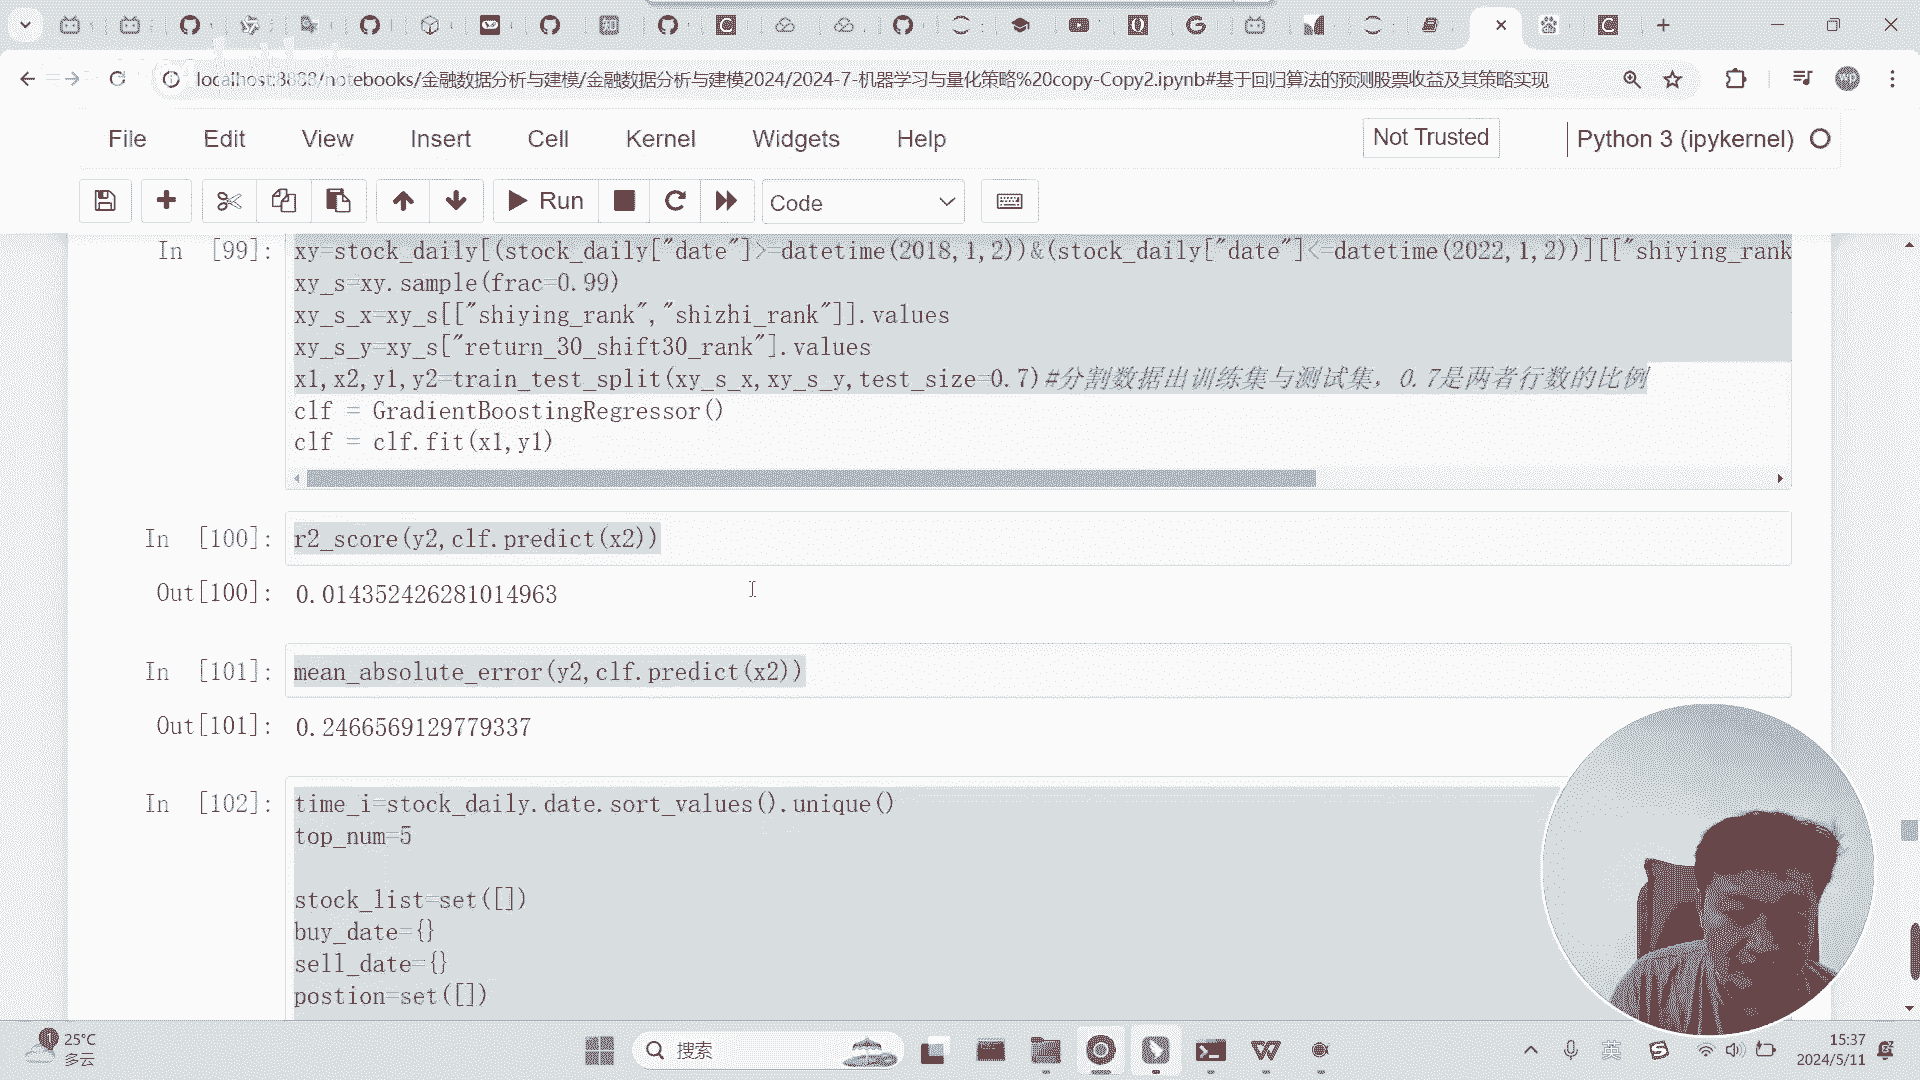 localhost:8888/notebooks/金融数据分析与建模/金融数据分析与建模2024/2024-7-机器学习与量化策略%20copy-Copy2.ipynb#基于回归算法的预测股票收益及其策略实现
wp
File Edit View Insert Cell Kernel Widgets Help
Not Trusted
Python 3 (ipykernel)
Run
Code
In [99]:
xy=stock_daily[(stock_daily["date"]>=datetime(2018,1,2))&(stock_daily["date"]<=datetime(2022,1,2))][["shiying_rank
xy_s=xy.sample(frac=0.99)
xy_s_x=xy_s[["shiying_rank","shizhi_rank"]].values
xy_s_y=xy_s["return_30_shift30_rank"].values
x1,x2,y1,y2=train_test_split(xy_s_x,xy_s_y,test_size=0.7)#分割数据出训练集与测试集，0.7是两者行数的比例
clf = GradientBoostingRegressor()
clf = clf.fit(x1,y1)
In [100]: r2_score(y2,clf.predict(x2))
Out[100]: 0.014352426281014963
In [101]: mean_absolute_error(y2,clf.predict(x2))
Out[101]: 0.2466569129779337
In [102]: time_i=stock_daily.date.sort_values().unique()
top_num=5
stock_list=set([])
buy_date={}
sell_date={}
postion=set([])
25°C
多云
搜索
英
15:37
2024/5/11